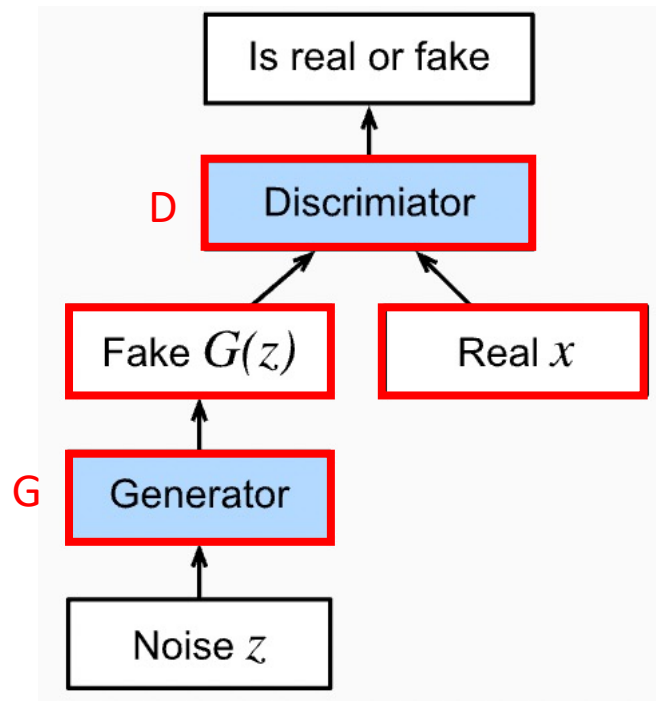 Is real or fake
D
Discrimiator
Fake G(z)
Real x
G
Generator
Noise z